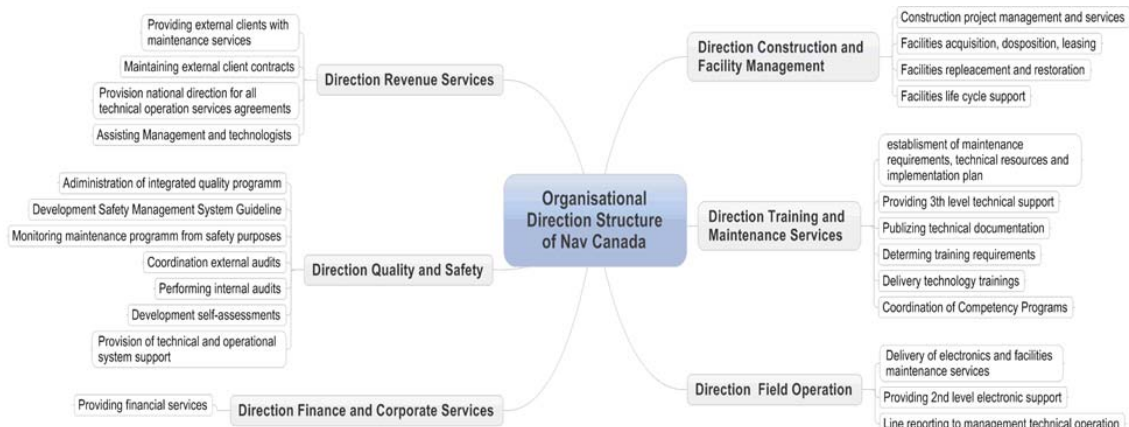 Organisational
Direction Structure
of Nav Canada
Direction Revenue Services
Providing external clients with
maintenance services
Maintaining external client contracts
Provision national direction for all
technical operation services agreements
Assisting Management and technologists
Direction Quality and Safety
Adiministration of integrated quality programm
Development Safety Management System Guideline
Monitoring maintenance programm from safety purposes
Coordination external audits
Performing internal audits
Development self-assessments
Provision of technical and operational
system support
Direction Finance and Corporate Services
Providing financial services
Direction Construction and
Facility Management
Construction project management and services
Facilities acquisition, dosposition, leasing
Facilities repleacement and restoration
Facilities life cycle support
Direction Training and
Maintenance Services
establisment of maintenance
requirements, technical resources and
implementation plan
Providing 3th level technical support
Publizing technical documentation
Determing training requirements
Delivery technology trainings
Coordination of Competency Programs
Direction Field Operation
Delivery of electronics and facilities
maintenance services
Providing 2nd level electronic support
Line reporting to management technical operation